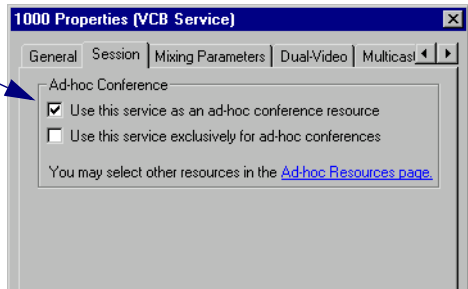 1000 Properties (VCB Service)
General Session Mixing Parameters Dual-Video
Ad-hoc Conference
Use this service as an ad-hoc conference resource
Use this service exclusively for ad-hoc conferences
You may select other resources in the Ad-hoc Resources page.